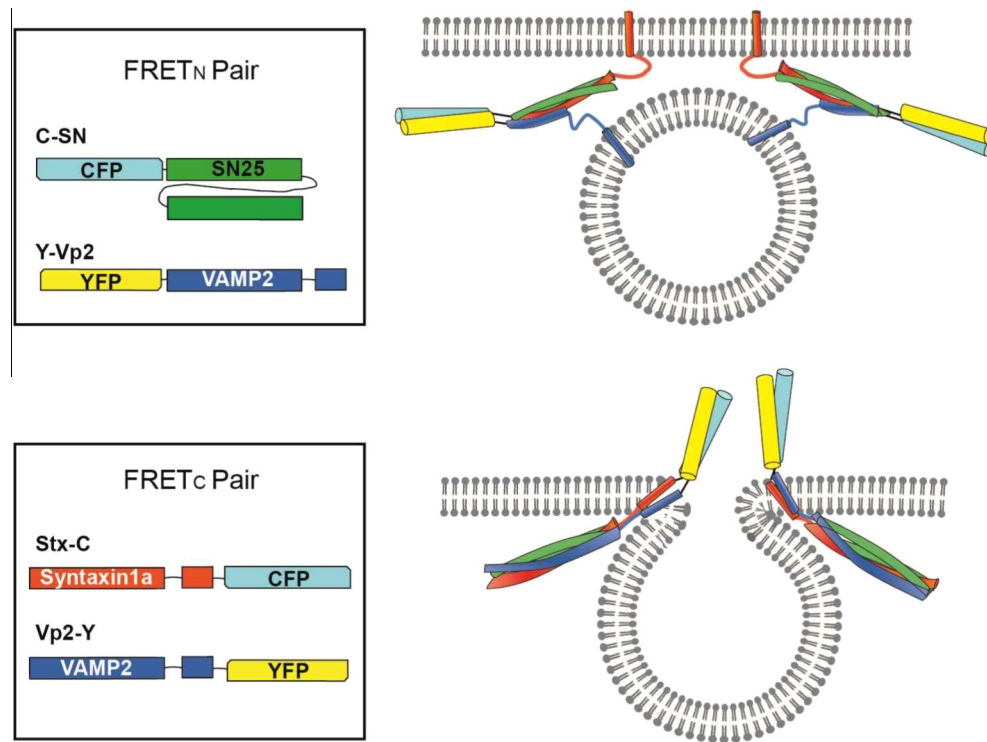 FRETN Pair
C-SN
CFP
SN25
Y-Vp2
YFP
VAMP2
FRETC Pair
Stx-C
Syntaxin1a
CFP
Vp2-Y
VAMP2
YFP